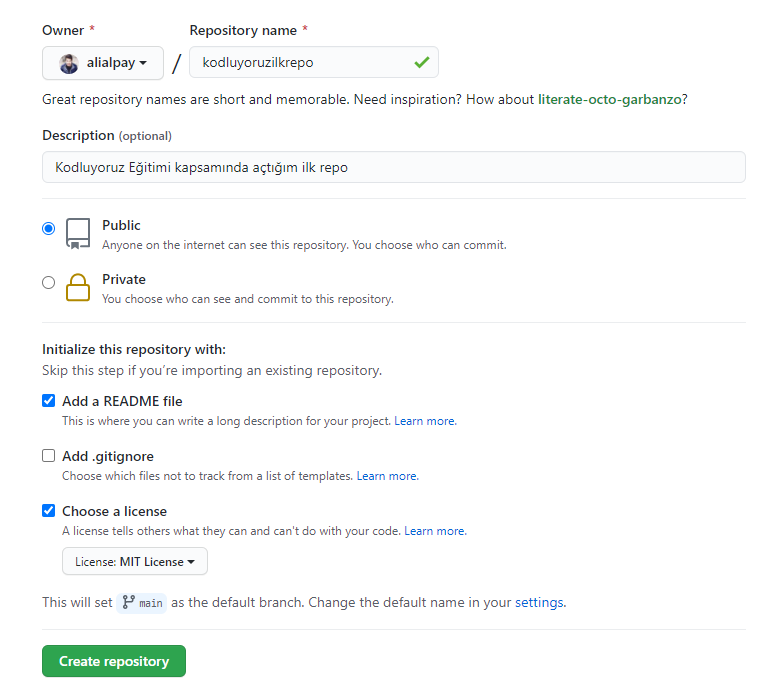 Owner * Repository name *
alialpay / kodluyoruzilkrepo
Great repository names are short and memorable. Need inspiration? How about literate-octo-garbanzo?
Description (optional)
Kodluyoruz Eğitimi kapsamında açtığım ilk repo
Public
Anyone on the internet can see this repository. You choose who can commit.
Private
You choose who can see and commit to this repository.
Initialize this repository with:
Skip this step if you're importing an existing repository.
Add a README file
This is where you can write a long description for your project. Learn more.
Add .gitignore
Choose which files not to track from a list of templates. Learn more.
Choose a license
A license tells others what they can and can't do with your code. Learn more.
License: MIT License
This will set main as the default branch. Change the default name in your settings.
Create repository